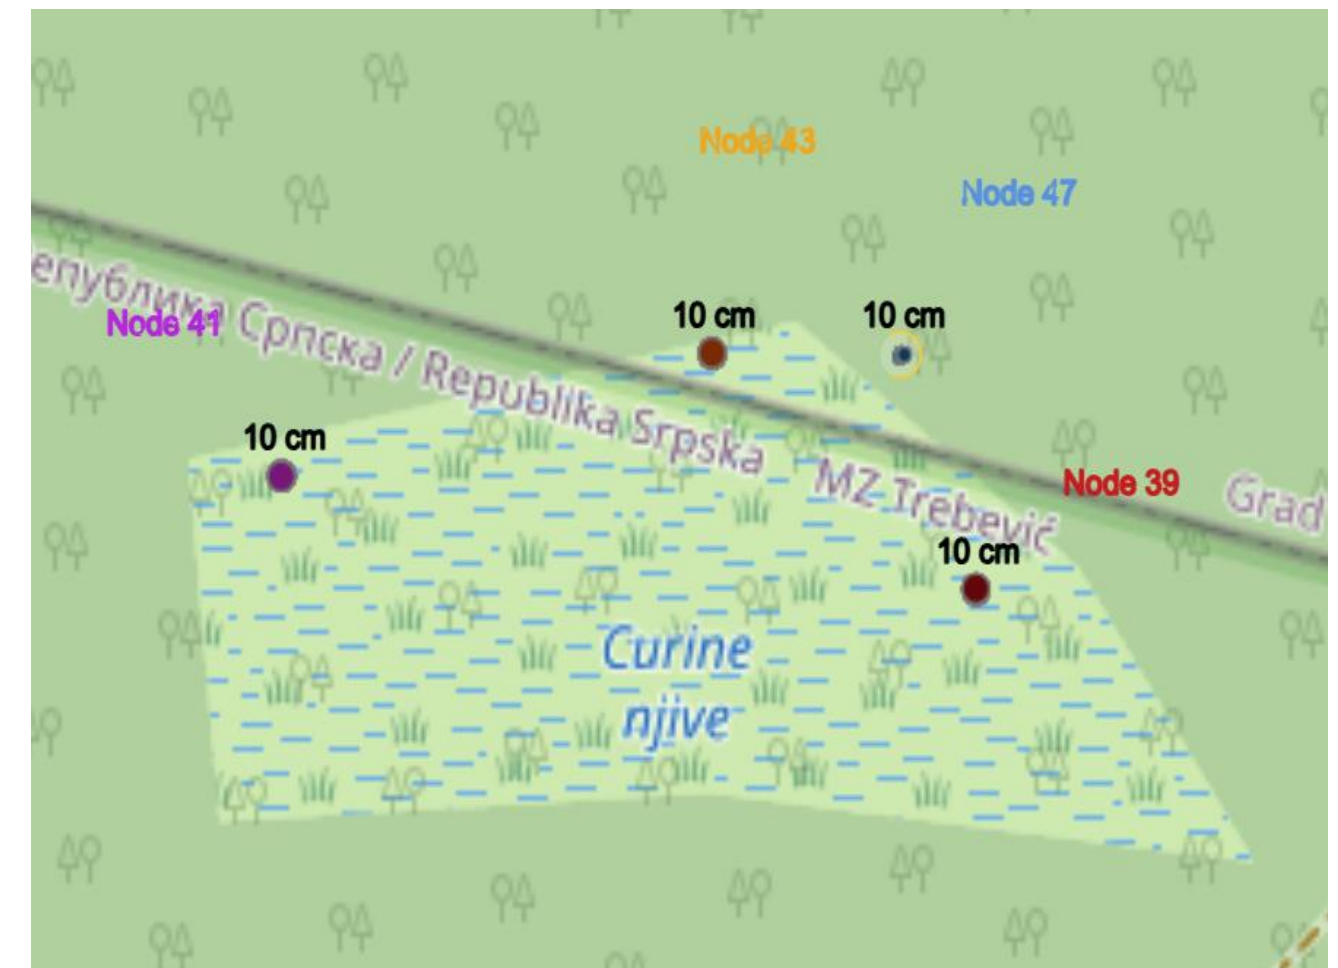 Node 43
Node 47
епублика Српска / Republika Srpska
Node 41
10 cm
10 cm
10 cm
MZ Trebević
Node 39
Grad
10 cm
Curine
njive